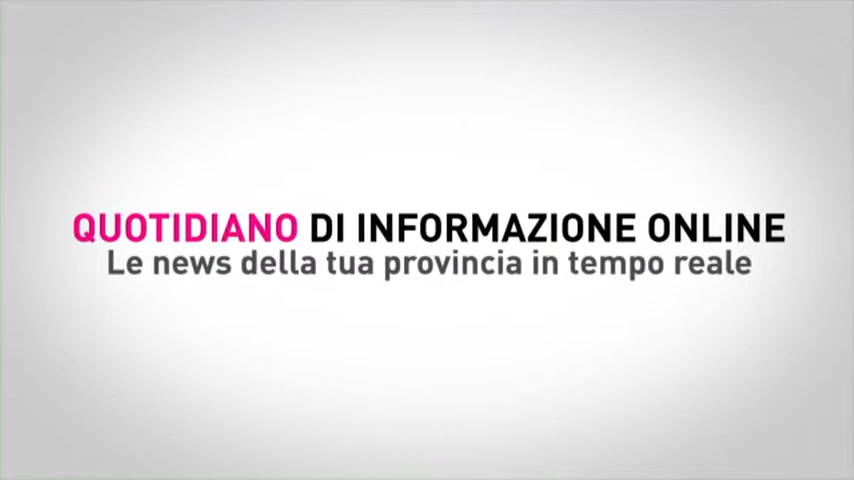 QUOTIDIANO DI INFORMAZIONE ONLINE
Le news della tua provincia in tempo reale